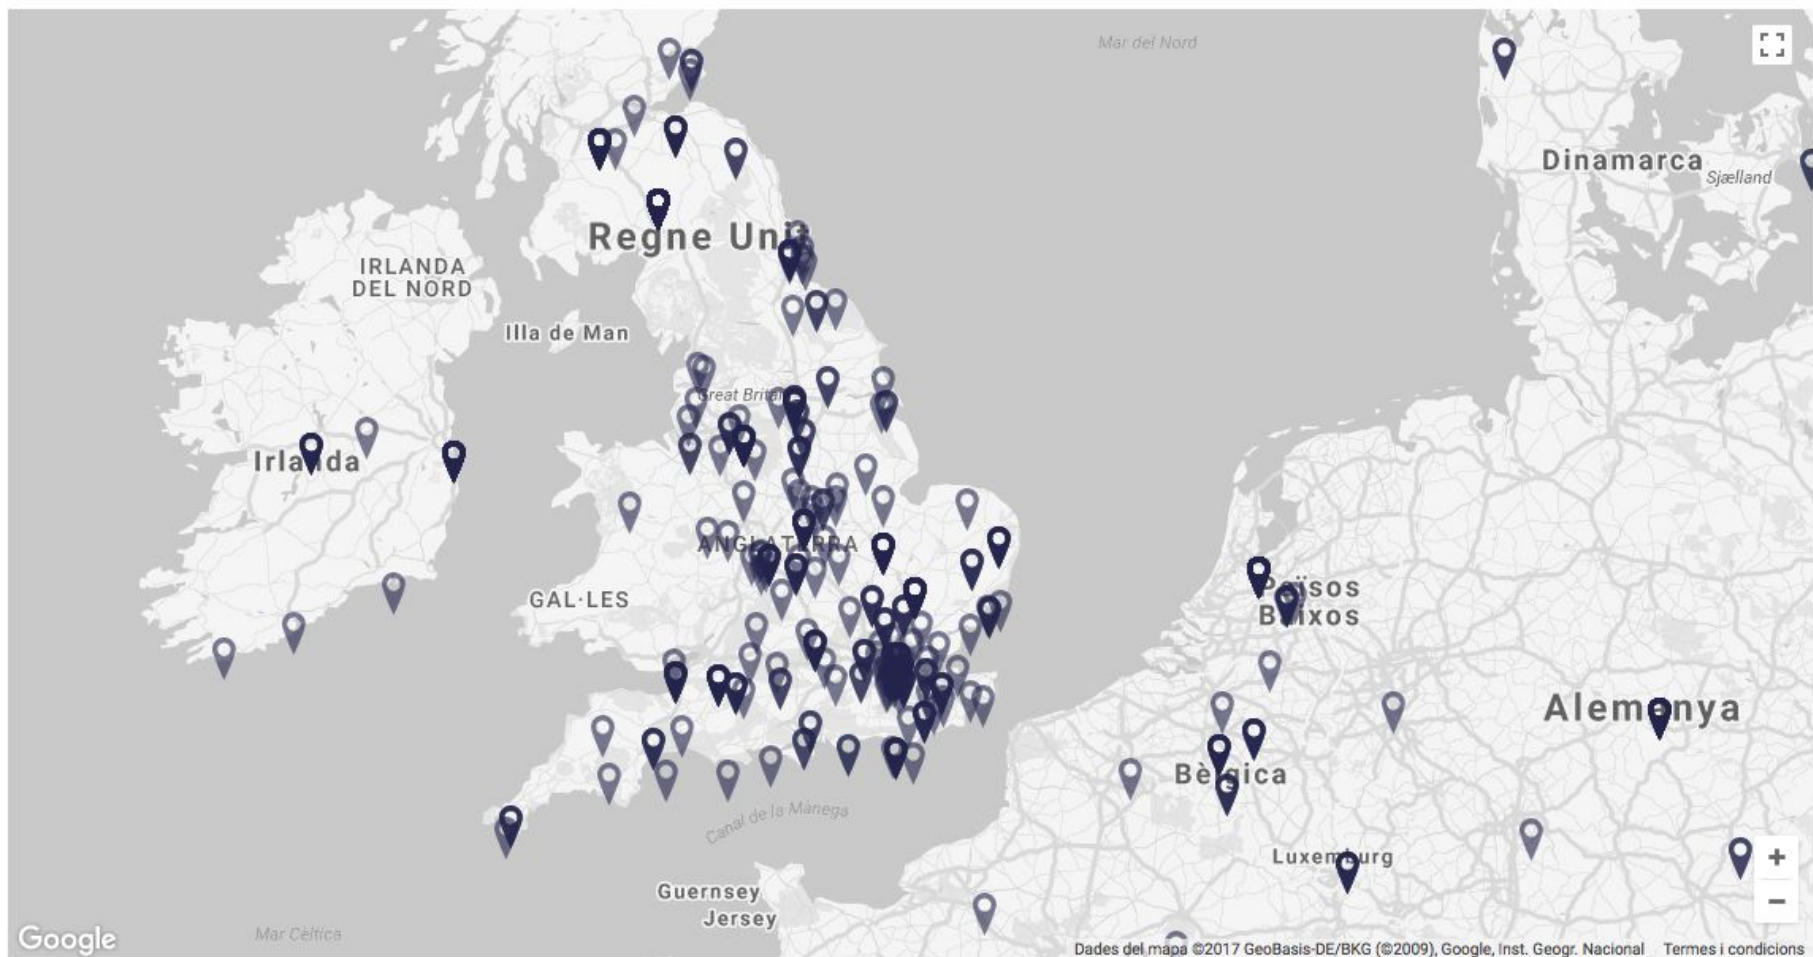 Mar del Nord
Dinamarca
Sjælland
Regne Unit
IRLANDA
DEL NORD
Illa de Man
Great Britain
Irlanda
ANGLATERRA
GAL·LES
Països
Baixos
Alemanya
Bèlgica
Canal de la Mànega
Luxemburg
Guernsey
Jersey
Mar Cèltica
Google
Dades del mapa ©2017 GeoBasis-DE/BKG (©2009), Google, Inst. Geogr. Nacional Termes i condicions